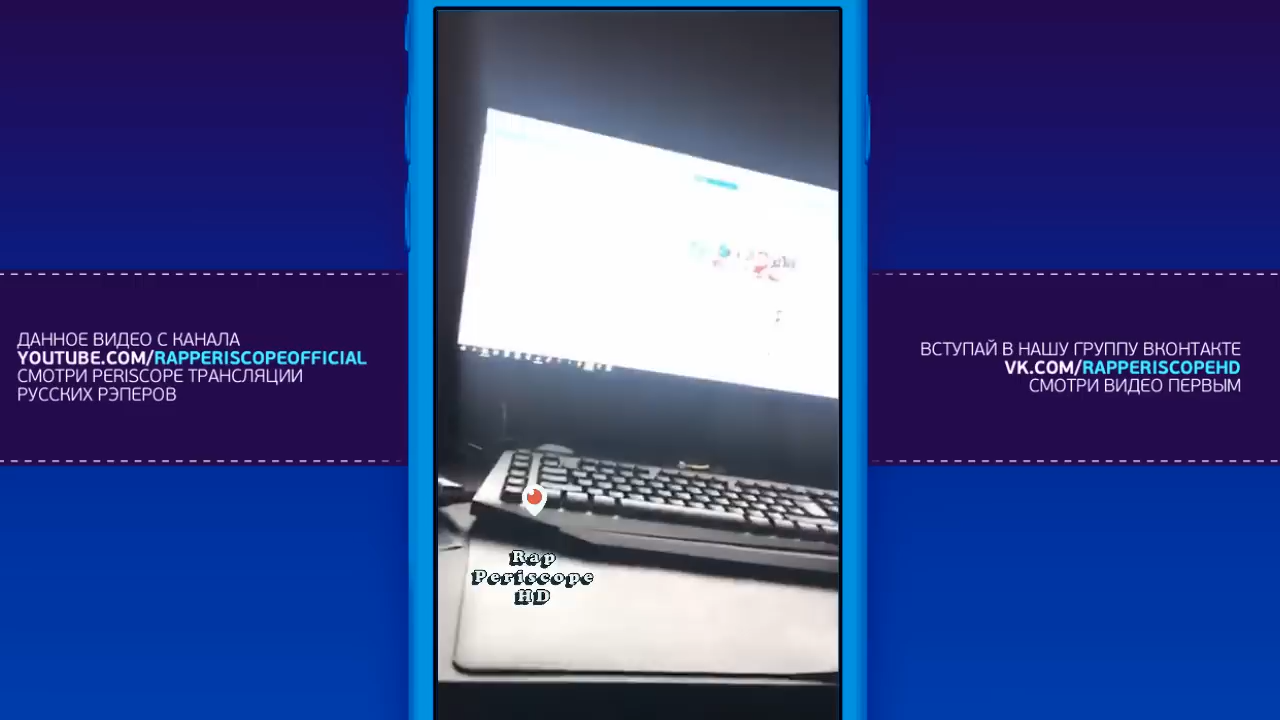 ДАННОЕ ВИДЕО С КАНАЛА
YOUTUBE.COM/RAPPERISCOPEOFFICIAL
СМОТРИ PERISCOPE ТРАНСЛЯЦИИ
РУССКИХ РЭПЕРОВ
ВСТУПАЙ В НАШУ ГРУППУ ВКОНТАКТЕ
VK.COM/RAPPERISCOPEHD
СМОТРИ ВИДЕО ПЕРВЫМ
Rap
Periscope
HD